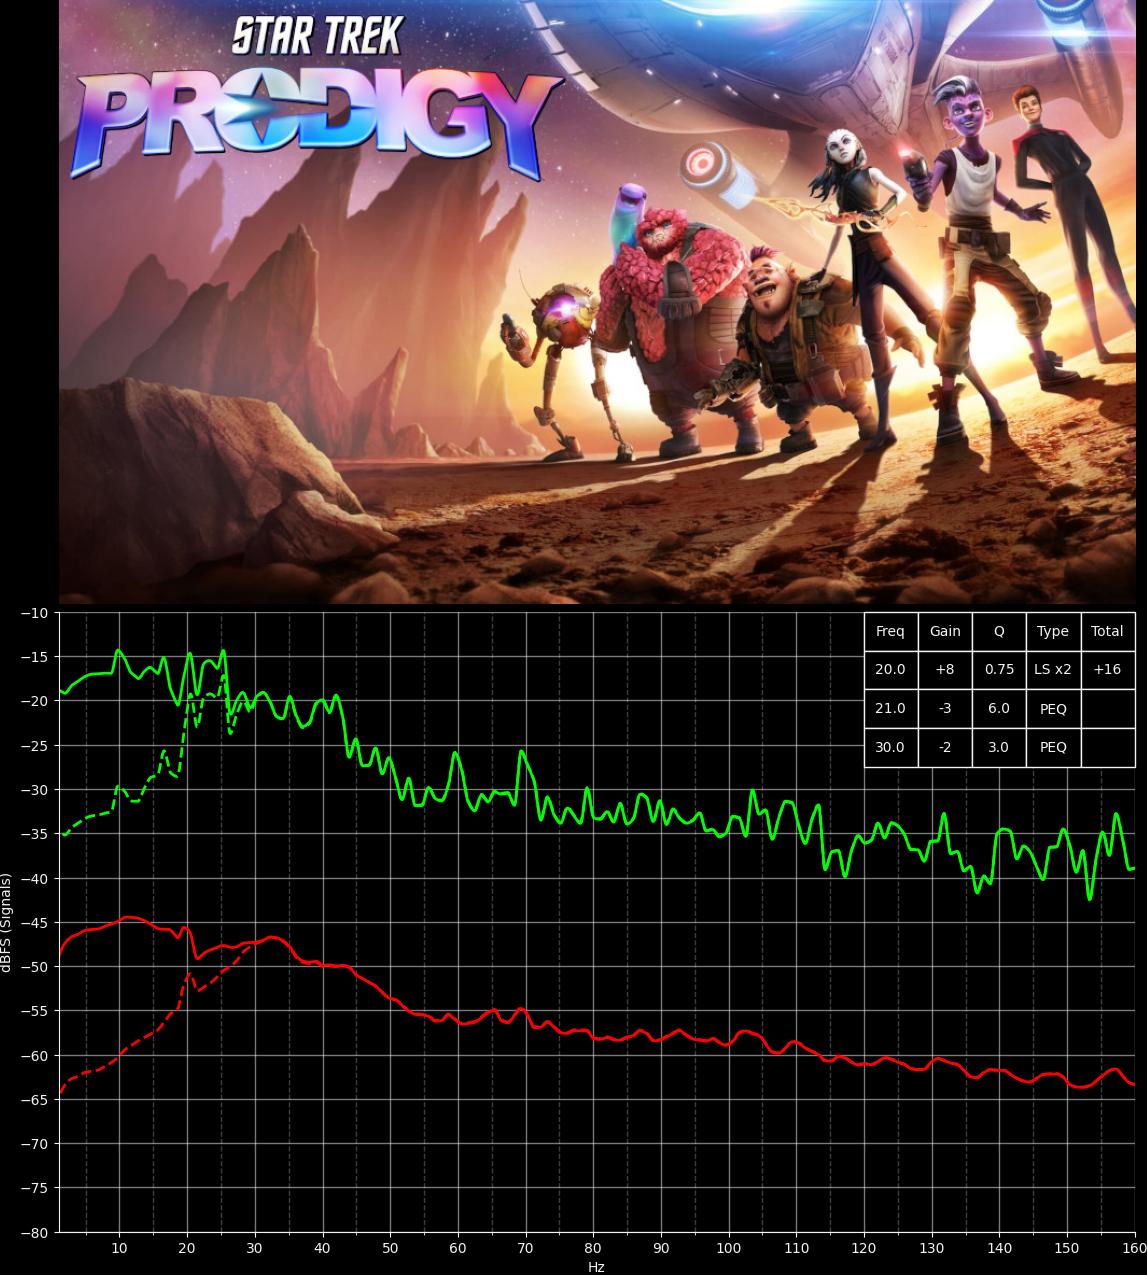 STAR TREK
PRODIGY
−10
−15
−20
−25
−30
−35
−40
−45
−50
−55
−60
−65
−70
−75
−80
dBFS (Signals)
Freq Gain Q Type Total
20.0 +8 0.75 LS x2 +16
21.0 -3 6.0 PEQ
30.0 -2 3.0 PEQ
10 20 30 40 50 60 70 80 90 100 110 120 130 140 150 160
Hz